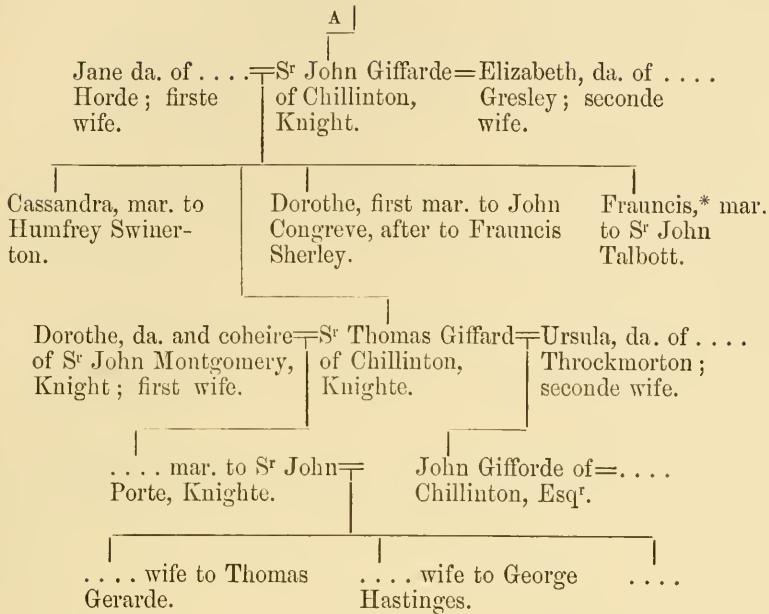 A
Jane da. of . . . . = Sʳ John Giffarde = Elizabeth, da. of . . . .
Horde ; firste of Chillinton, Gresley ; seconde
wife. Knight. wife.
Cassandra, mar. to Dorothe, first mar. to John Frauncis,* mar.
Humfrey Swiner- Congreve, after to Frauncis to Sʳ John
ton. Sherley. Talbott.
Dorothe, da. and coheire = Sʳ Thomas Giffard = Ursula, da. of . . . .
of Sʳ John Montgomery, of Chillinton, Throckmorton ;
Knight ; first wife. Knighte. seconde wife.
. . . . mar. to Sʳ John = John Gifforde of = . . . .
Porte, Knighte. Chillinton, Esqʳ.
. . . . wife to Thomas . . . . wife to George . . . .
Gerarde. Hastinges.